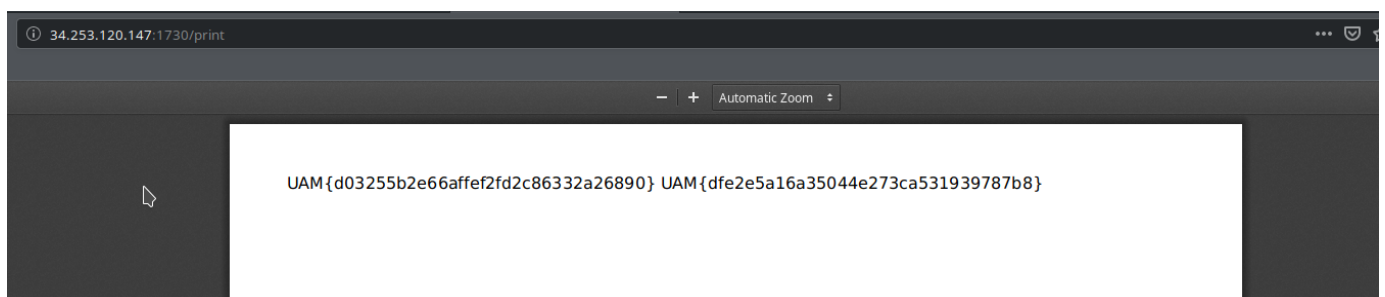 34.253.120.147:1730/print
Automatic Zoom
UAM{d03255b2e66affef2fd2c86332a26890} UAM{dfe2e5a16a35044e273ca531939787b8}